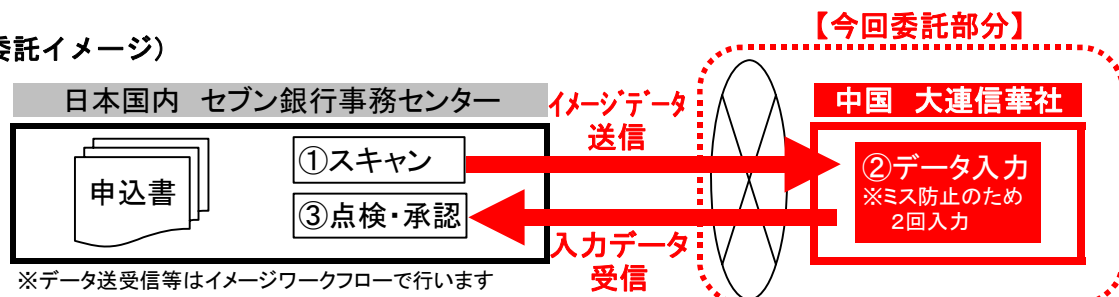 【今回委託部分】
委託イメージ）
日本国内 セブン銀行事務センター
イメージデータ
送信
中国 大連信華社
申込書
①スキャン
②データ入力
※ミス防止のため
2回入力
③点検・承認
入力データ
受信
※データ送受信等はイメージワークフローで行います